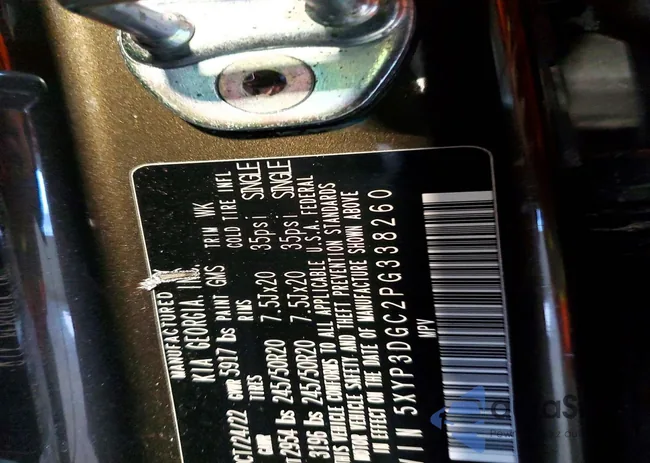 MANUFACTURED
KIA GEORGIA, INC.
CT/24/22 GVWR 5917 lbs PAINT GMS TRIM WK
TIRES RIMS COLD TIRE INFL
T 2954 lbs 245/50R20 7.5Jx20 35psi SINGLE
3196 lbs 245/50R20 7.5Jx20 35psi SINGLE
THIS VEHICLE CONFORMS TO ALL APPLICABLE U.S.A. FEDERAL
MOTOR VEHICLE SAFETY, AND THEFT PREVENTION STANDARDS
IN EFFECT ON THE DATE OF MANUFACTURE SHOWN ABOVE
VIN 5XYP3DGC2PG338260
MPV